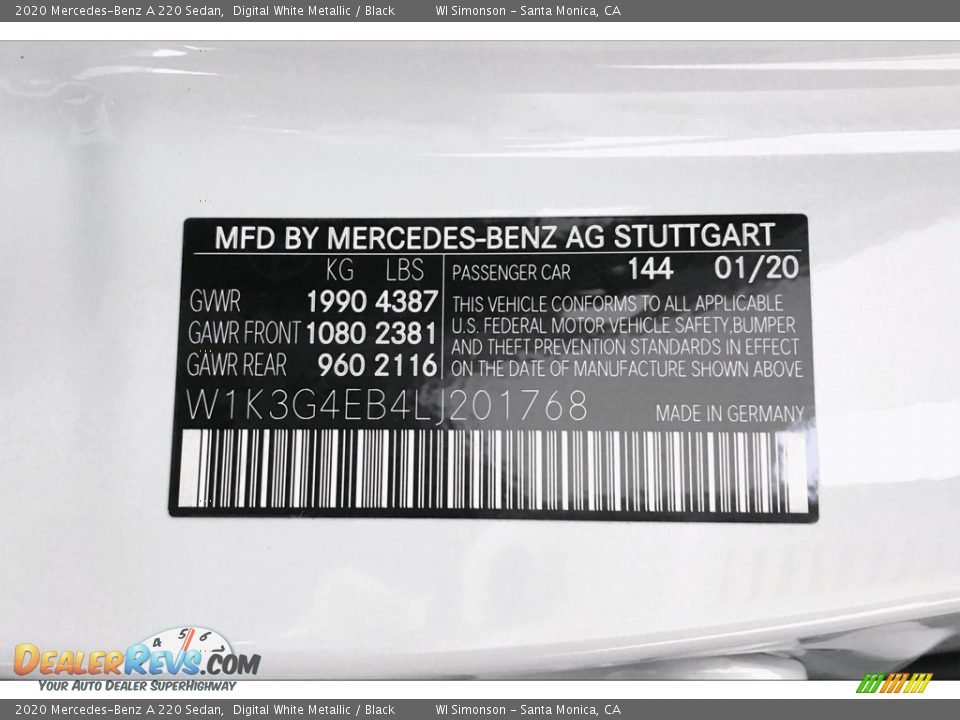 2020 Mercedes-Benz A 220 Sedan, Digital White Metallic / Black WI Simonson - Santa Monica, CA
MFD BY MERCEDES-BENZ AG STUTTGART
KG LBS
GVWR 1990 4387
GAWR FRONT 1080 2381
GAWR REAR 960 2116
PASSENGER CAR 144 01/20
THIS VEHICLE CONFORMS TO ALL APPLICABLE
U.S. FEDERAL MOTOR VEHICLE SAFETY,BUMPER
AND THEFT PREVENTION STANDARDS IN EFFECT
ON THE DATE OF MANUFACTURE SHOWN ABOVE
W1K3G4EB4LJ201768
MADE IN GERMANY
4 5 6
DEALERREVS.COM
YOUR AUTO DEALER SUPERHIGHWAY
2020 Mercedes-Benz A 220 Sedan, Digital White Metallic / Black WI Simonson - Santa Monica, CA